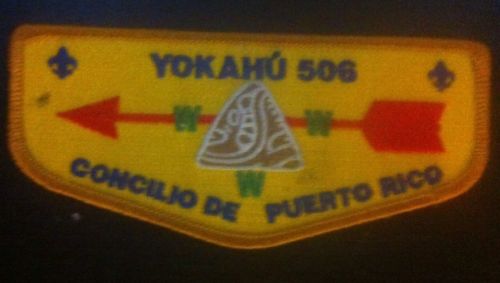 YOKAHÚ 506
W W
W
CONCILIO DE PUERTO RICO